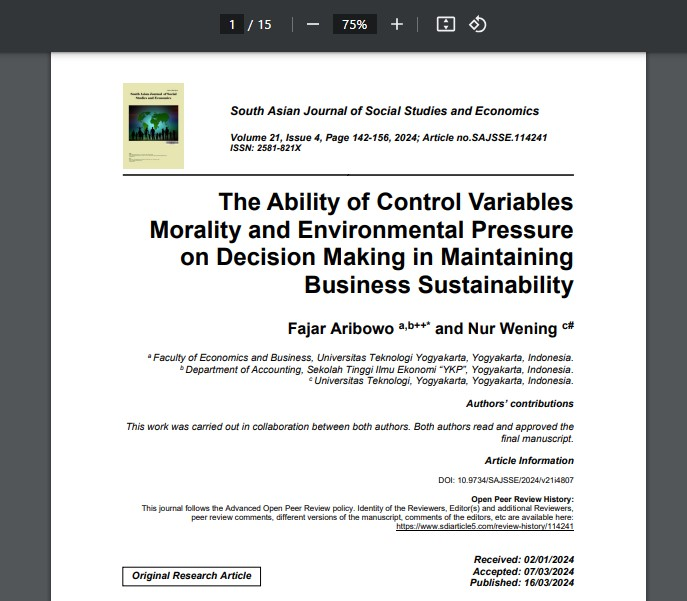 1 / 15
75%
South Asian Journal of Social
Studies and Economics
South Asian Journal of Social Studies and Economics
Volume 21, Issue 4, Page 142-156, 2024; Article no.SAJSSE.114241
ISSN: 2581-821X
The Ability of Control Variables
Morality and Environmental Pressure
on Decision Making in Maintaining
Business Sustainability
Fajar Aribowo a,b++* and Nur Wening c#
a Faculty of Economics and Business, Universitas Teknologi Yogyakarta, Yogyakarta, Indonesia.
b Department of Accounting, Sekolah Tinggi Ilmu Ekonomi “YKP”, Yogyakarta, Indonesia.
c Universitas Teknologi, Yogyakarta, Yogyakarta, Indonesia.
Authors’ contributions
This work was carried out in collaboration between both authors. Both authors read and approved the
final manuscript.
Article Information
DOI: 10.9734/SAJSSE/2024/v21i4807
Open Peer Review History:
This journal follows the Advanced Open Peer Review policy. Identity of the Reviewers, Editor(s) and additional Reviewers,
peer review comments, different versions of the manuscript, comments of the editors, etc are available here:
https://www.sdiarticle5.com/review-history/114241
Received: 02/01/2024
Accepted: 07/03/2024
Published: 16/03/2024
Original Research Article